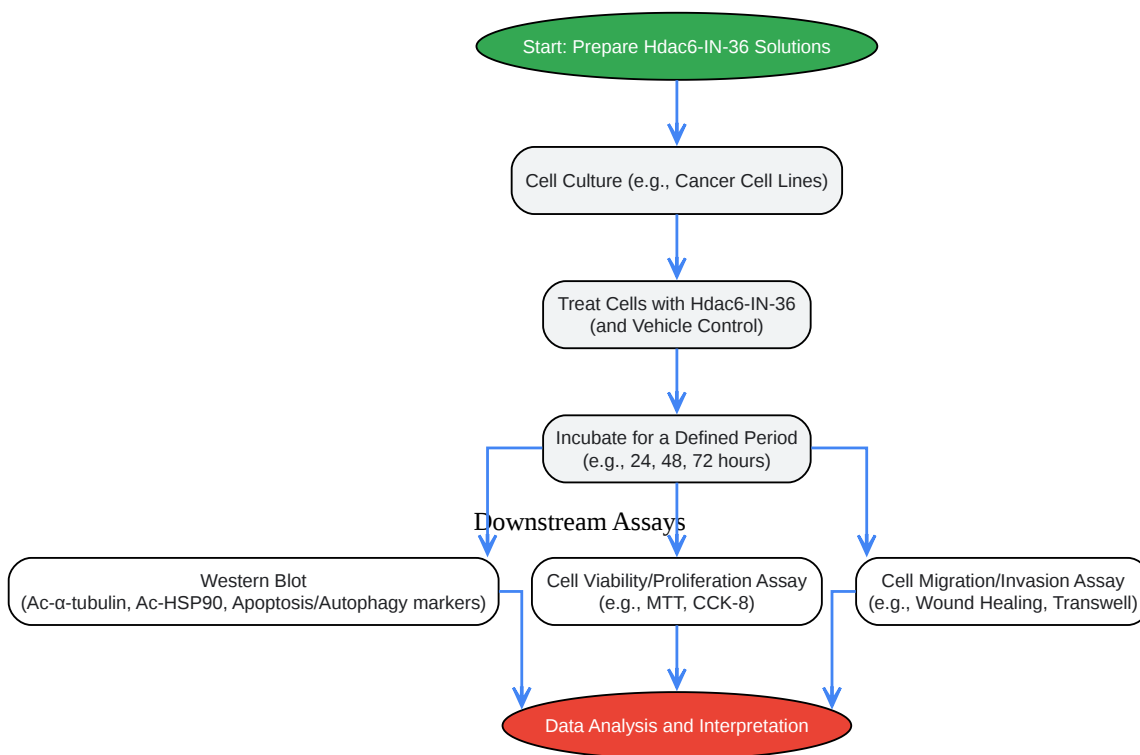 Start: Prepare Hdac6-IN-36 Solutions
Cell Culture (e.g., Cancer Cell Lines)
Treat Cells with Hdac6-IN-36
(and Vehicle Control)
Incubate for a Defined Period
(e.g., 24, 48, 72 hours)
Downstream Assays
Western Blot
(Ac-α-tubulin, Ac-HSP90, Apoptosis/Autophagy markers)
Cell Viability/Proliferation Assay
(e.g., MTT, CCK-8)
Cell Migration/Invasion Assay
(e.g., Wound Healing, Transwell)
Data Analysis and Interpretation